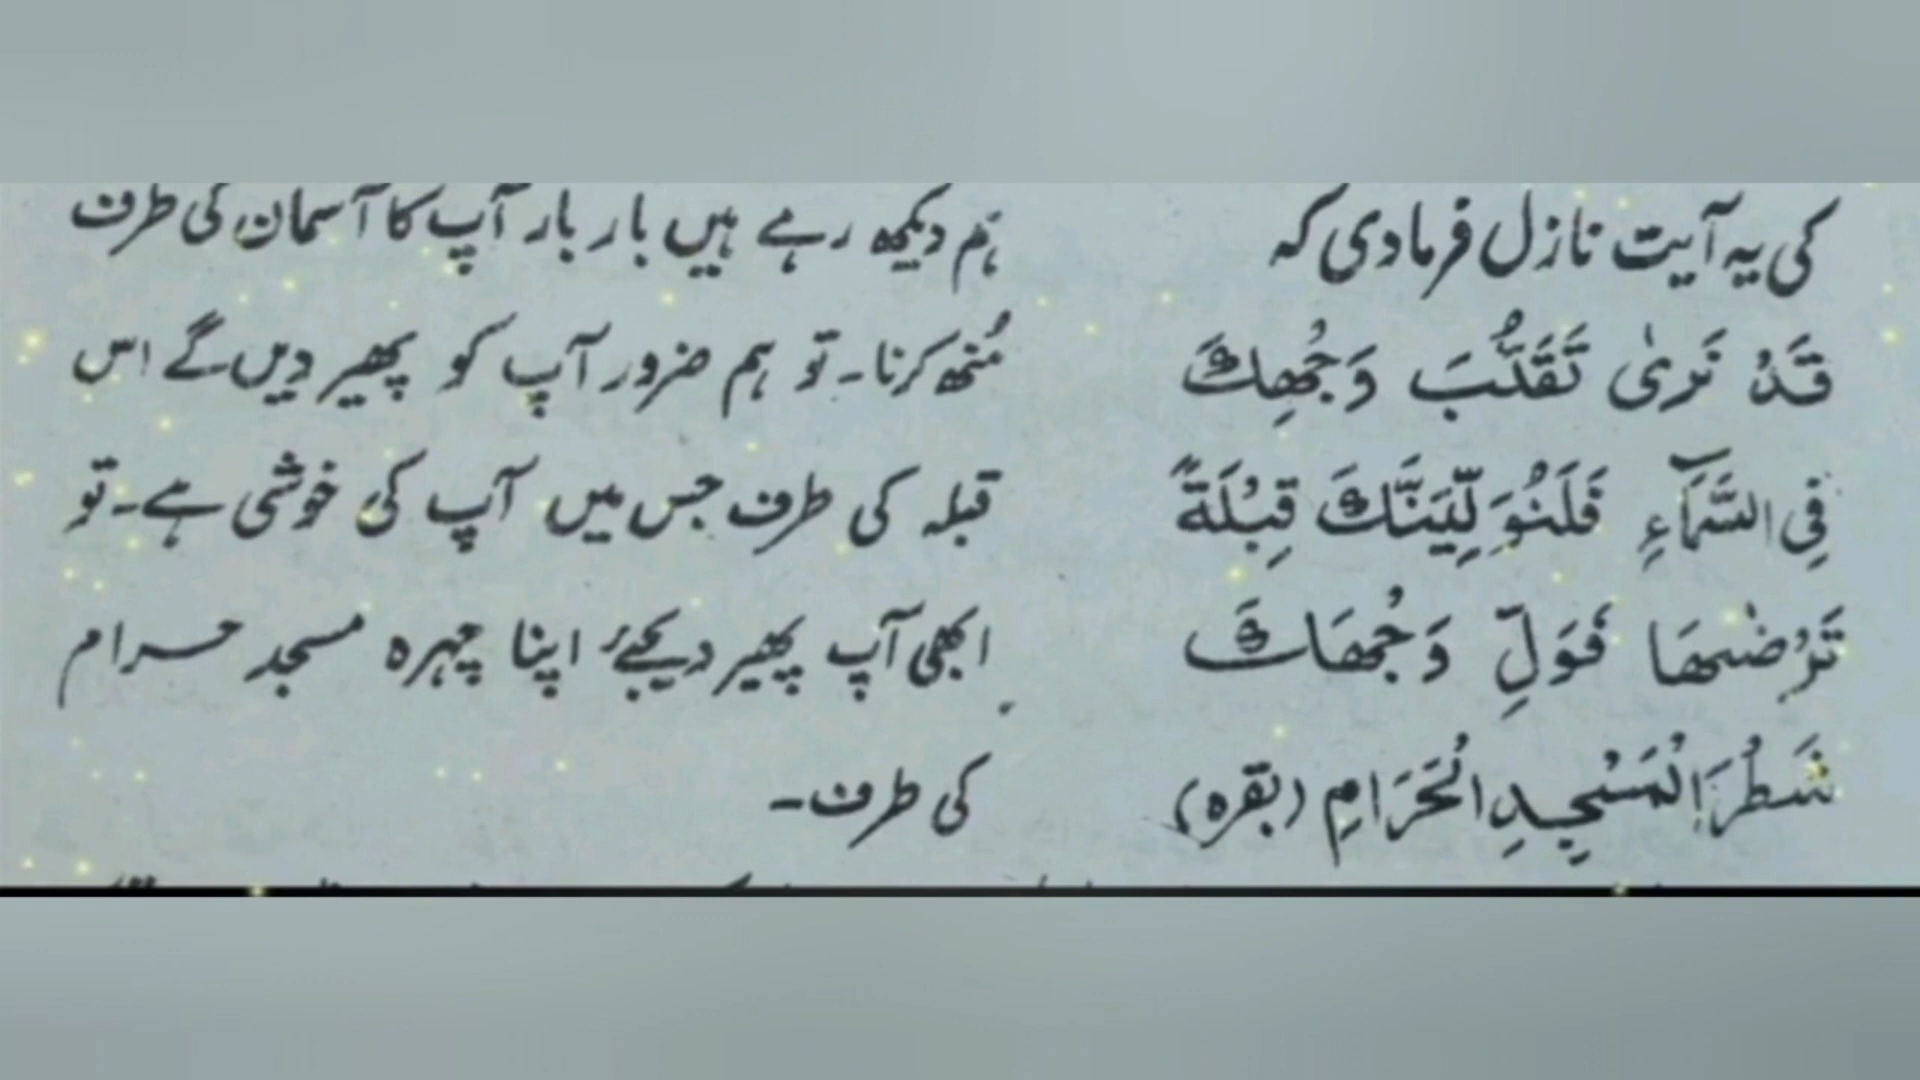 کی یہ آیت نازل فرمادی کہ
قَدْ نَرٰی تَقَلُّبَ وَجْهِكَ
فِی السَّمَآءِ فَلَنُوَلِّیَنَّكَ قِبْلَةً
تَرْضٰىهَا فَوَلِّ وَجْهَكَ
شَطْرَ الْمَسْجِدِ الْحَرَامِ (بقرہ)
ہم دیکھ رہے ہیں بار بار آپ کا آسمان کی طرف
مُنھ کرنا۔ تو ہم ضرور آپ کو پھیر دیں گے اس
قبلہ کی طرف جس میں آپ کی خوشی ہے۔ تو
ابھی آپ پھیر دیجئے اپنا چہرہ مسجد حرام
کی طرف۔